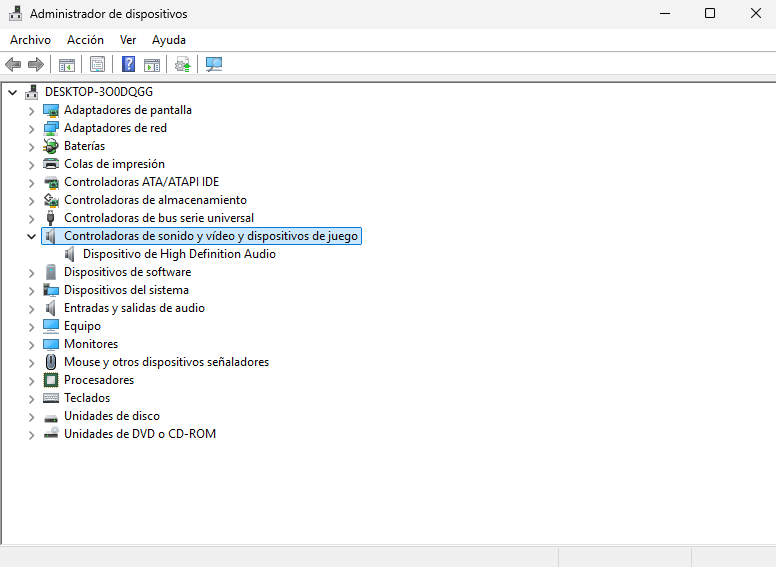 Administrador de dispositivos
Archivo Acción Ver Ayuda
DESKTOP-3O0DQGG
Adaptadores de pantalla
Adaptadores de red
Baterías
Colas de impresión
Controladoras ATA/ATAPI IDE
Controladoras de almacenamiento
Controladoras de bus serie universal
Controladoras de sonido y vídeo y dispositivos de juego
Dispositivo de High Definition Audio
Dispositivos de software
Dispositivos del sistema
Entradas y salidas de audio
Equipo
Monitores
Mouse y otros dispositivos señaladores
Procesadores
Teclados
Unidades de disco
Unidades de DVD o CD-ROM